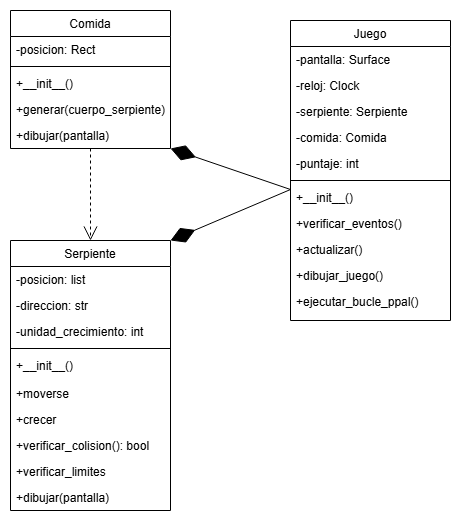 Comida
-posicion: Rect
+__init__()
+generar(cuerpo_serpiente)
+dibujar(pantalla)
Juego
-pantalla: Surface
-reloj: Clock
-serpiente: Serpiente
-comida: Comida
-puntaje: int
+__init__()
+verificar_eventos()
+actualizar()
+dibujar_juego()
+ejecutar_bucle_ppal()
Serpiente
-posicion: list
-direccion: str
-unidad_crecimiento: int
+__init__()
+moverse
+crecer
+verificar_colision(): bool
+verificar_limites
+dibujar(pantalla)